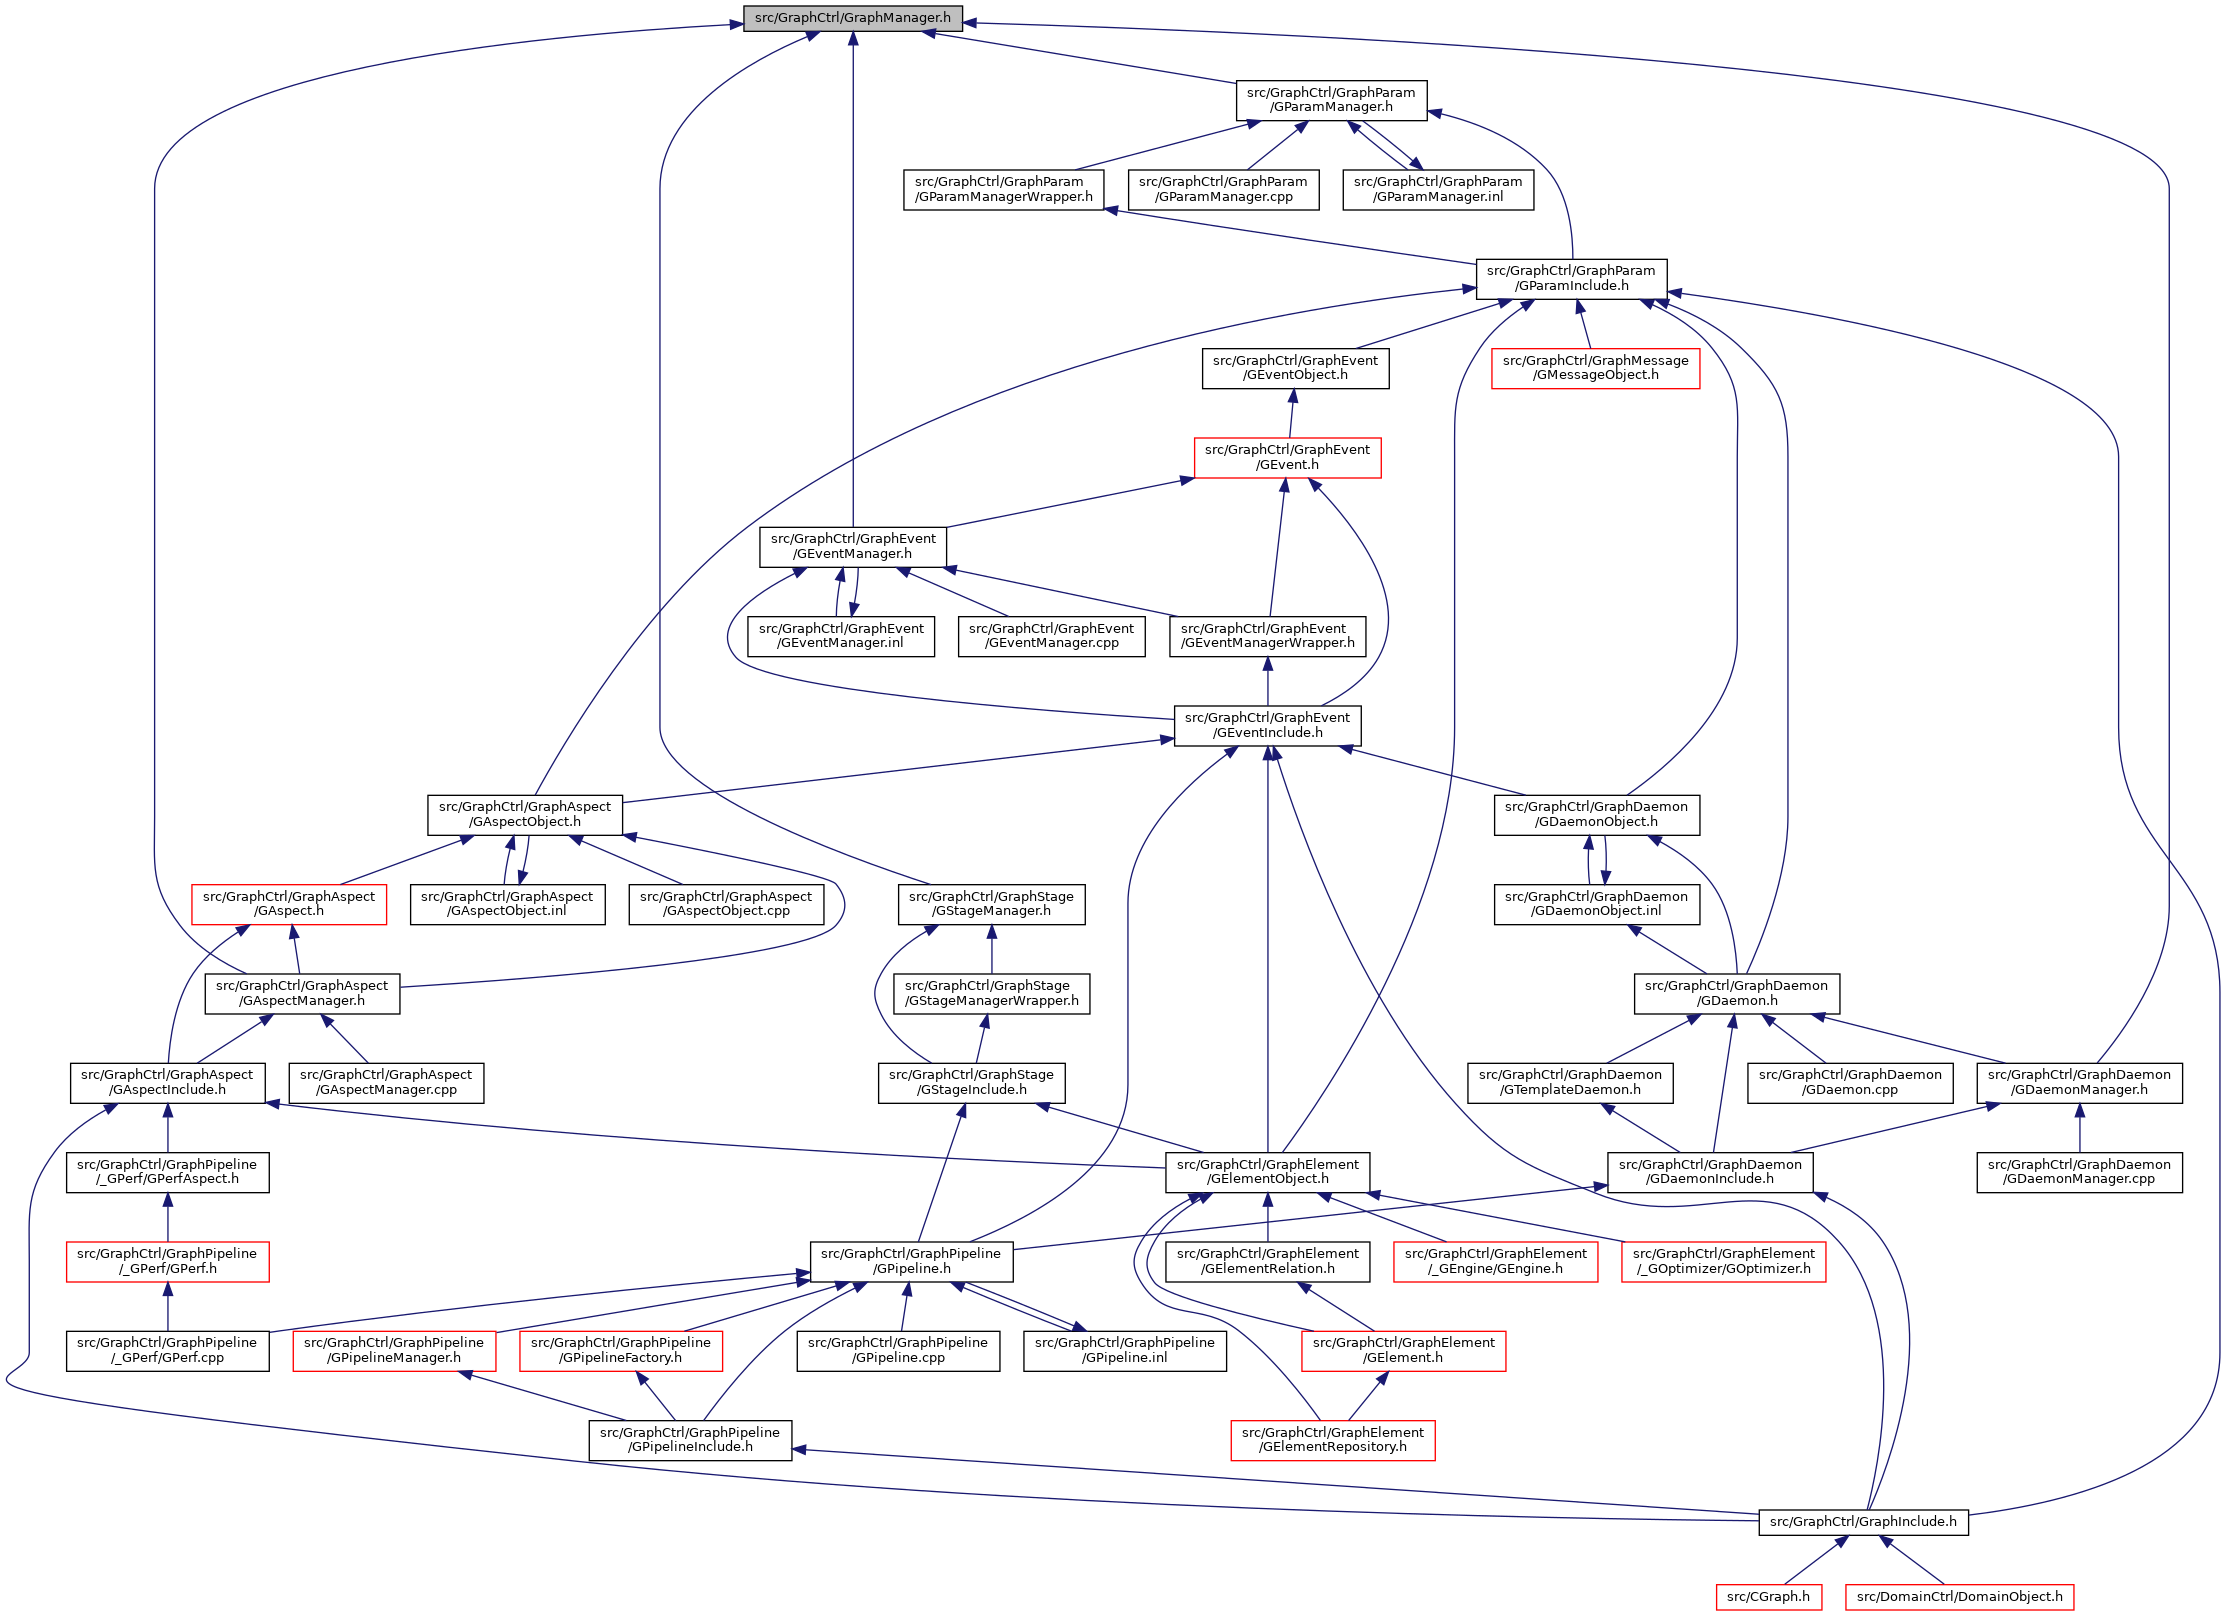 src/GraphCtrl/GraphManager.h
src/GraphCtrl/GraphParam
/GParamManager.h
src/GraphCtrl/GraphParam
/GParamManagerWrapper.h
src/GraphCtrl/GraphParam
/GParamManager.cpp
src/GraphCtrl/GraphParam
/GParamManager.inl
src/GraphCtrl/GraphParam
/GParamInclude.h
src/GraphCtrl/GraphEvent
/GEventObject.h
src/GraphCtrl/GraphMessage
/GMessageObject.h
src/GraphCtrl/GraphEvent
/GEvent.h
src/GraphCtrl/GraphEvent
/GEventManager.h
src/GraphCtrl/GraphEvent
/GEventManager.inl
src/GraphCtrl/GraphEvent
/GEventManager.cpp
src/GraphCtrl/GraphEvent
/GEventManagerWrapper.h
src/GraphCtrl/GraphEvent
/GEventInclude.h
src/GraphCtrl/GraphAspect
/GAspectObject.h
src/GraphCtrl/GraphDaemon
/GDaemonObject.h
src/GraphCtrl/GraphAspect
/GAspect.h
src/GraphCtrl/GraphAspect
/GAspectObject.inl
src/GraphCtrl/GraphAspect
/GAspectObject.cpp
src/GraphCtrl/GraphStage
/GStageManager.h
src/GraphCtrl/GraphDaemon
/GDaemonObject.inl
src/GraphCtrl/GraphAspect
/GAspectManager.h
src/GraphCtrl/GraphStage
/GStageManagerWrapper.h
src/GraphCtrl/GraphDaemon
/GDaemon.h
src/GraphCtrl/GraphAspect
/GAspectInclude.h
src/GraphCtrl/GraphAspect
/GAspectManager.cpp
src/GraphCtrl/GraphStage
/GStageInclude.h
src/GraphCtrl/GraphDaemon
/GTemplateDaemon.h
src/GraphCtrl/GraphDaemon
/GDaemon.cpp
src/GraphCtrl/GraphDaemon
/GDaemonManager.h
src/GraphCtrl/GraphPipeline
/_GPerf/GPerfAspect.h
src/GraphCtrl/GraphElement
/GElementObject.h
src/GraphCtrl/GraphDaemon
/GDaemonInclude.h
src/GraphCtrl/GraphDaemon
/GDaemonManager.cpp
src/GraphCtrl/GraphPipeline
/_GPerf/GPerf.h
src/GraphCtrl/GraphPipeline
/GPipeline.h
src/GraphCtrl/GraphElement
/GElementRelation.h
src/GraphCtrl/GraphElement
/_GEngine/GEngine.h
src/GraphCtrl/GraphElement
/_GOptimizer/GOptimizer.h
src/GraphCtrl/GraphPipeline
/_GPerf/GPerf.cpp
src/GraphCtrl/GraphPipeline
/GPipelineManager.h
src/GraphCtrl/GraphPipeline
/GPipelineFactory.h
src/GraphCtrl/GraphPipeline
/GPipeline.cpp
src/GraphCtrl/GraphPipeline
/GPipeline.inl
src/GraphCtrl/GraphElement
/GElement.h
src/GraphCtrl/GraphPipeline
/GPipelineInclude.h
src/GraphCtrl/GraphElement
/GElementRepository.h
src/GraphCtrl/GraphInclude.h
src/CGraph.h
src/DomainCtrl/DomainObject.h